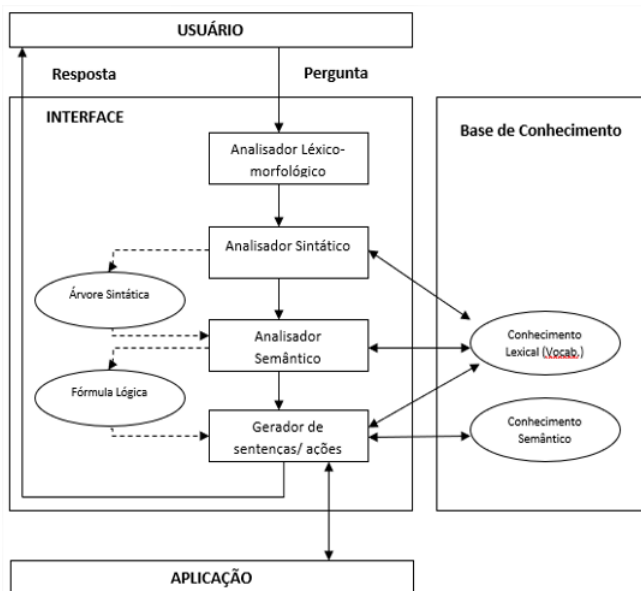 USUÁRIO
Resposta
Pergunta
INTERFACE
Base de Conhecimento
Analisador Léxico-
morfológico
Analisador Sintático
Árvore Sintática
Analisador
Semântico
Conhecimento
Lexical (Vocab.)
Fórmula Lógica
Gerador de
sentenças/ ações
Conhecimento
Semântico
APLICAÇÃO